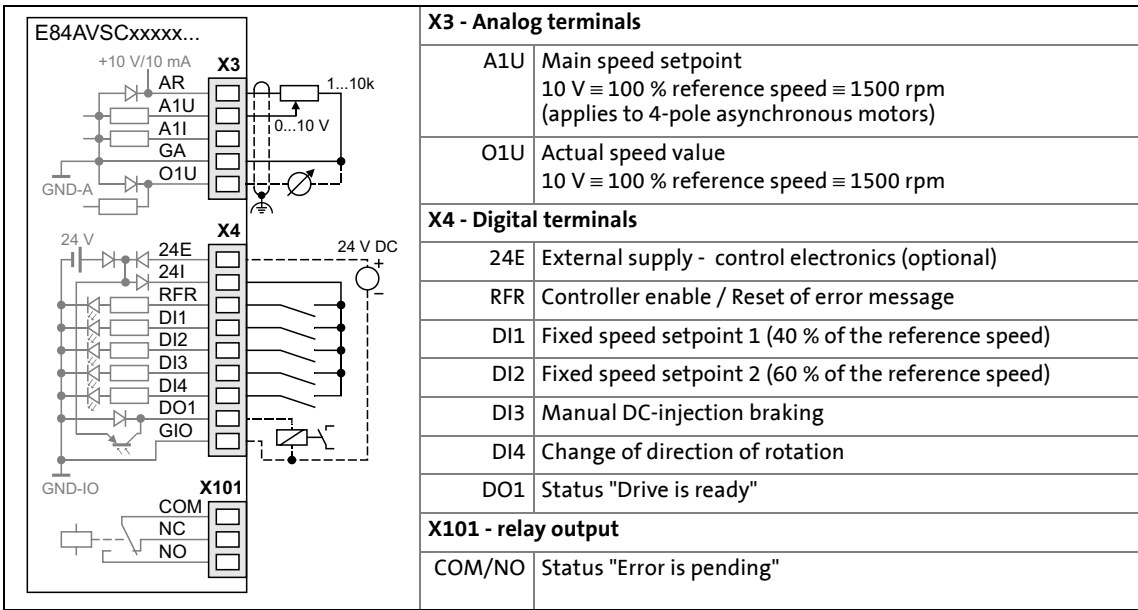 E84AVSCxxxxx...
+10 V/10 mA
X3
AR
1...10k
A1U
0...10 V
A1I
GA
O1U
GND-A
X4
24 V
24E
24 V DC
+
24I
–
RFR
DI1
DI2
DI3
DI4
DO1
GIO
GND-IO
X101
COM
NC
NO
X3 - Analog terminals
A1U Main speed setpoint
10 V ≡ 100 % reference speed ≡ 1500 rpm
(applies to 4-pole asynchronous motors)
O1U Actual speed value
10 V ≡ 100 % reference speed ≡ 1500 rpm
X4 - Digital terminals
24E External supply - control electronics (optional)
RFR Controller enable / Reset of error message
DI1 Fixed speed setpoint 1 (40 % of the reference speed)
DI2 Fixed speed setpoint 2 (60 % of the reference speed)
DI3 Manual DC-injection braking
DI4 Change of direction of rotation
DO1 Status "Drive is ready"
X101 - relay output
COM/NO Status "Error is pending"